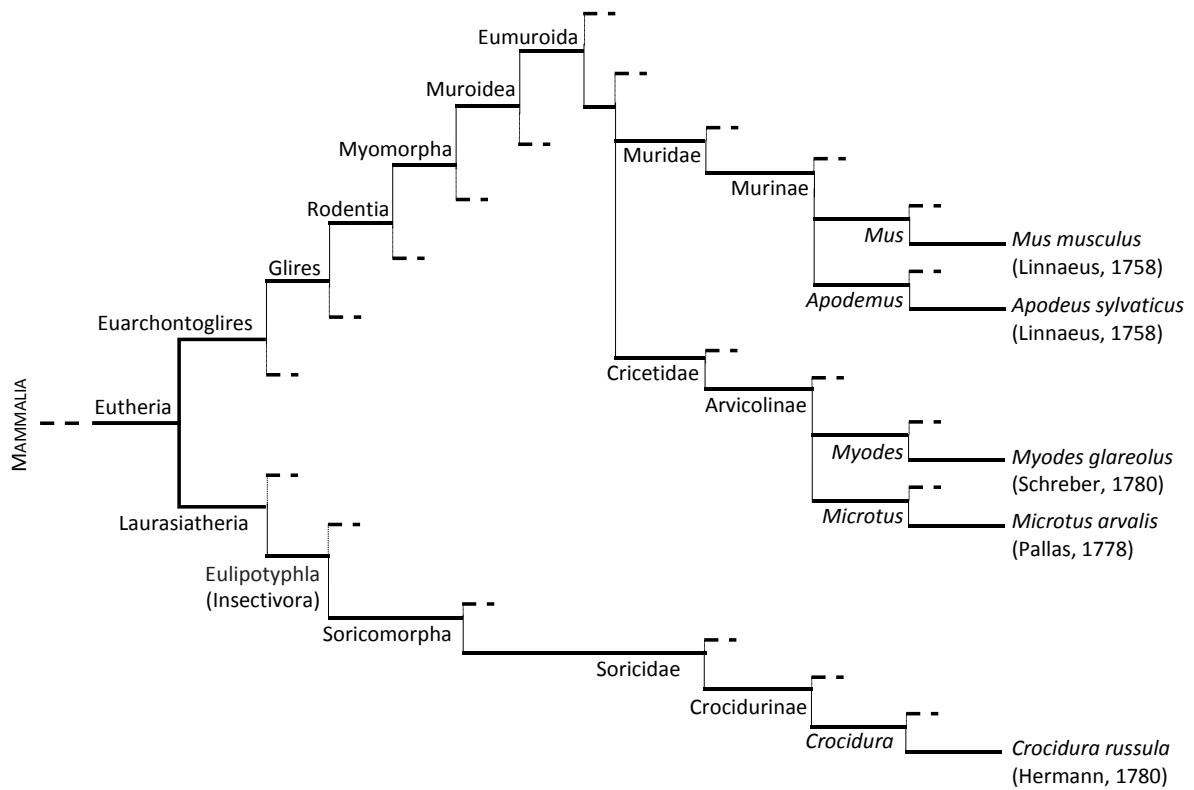 Eumuroida
Muroidea
Myomorpha
Rodentia
Glires
Euarchontoglires
Eutheria
MAMMALIA
Laurasiatheria
Eulipotyphla
(Insectivora)
Soricomorpha
Soricidae
Crocidurinae
Crocidura
Crocidura russula
(Hermann, 1780)
Muridae
Murinae
Mus
Mus musculus
(Linnaeus, 1758)
Apodemus
Apodeus sylvaticus
(Linnaeus, 1758)
Cricetidae
Arvicolinae
Myodes
Myodes glareolus
(Schreber, 1780)
Microtus
Microtus arvalis
(Pallas, 1778)